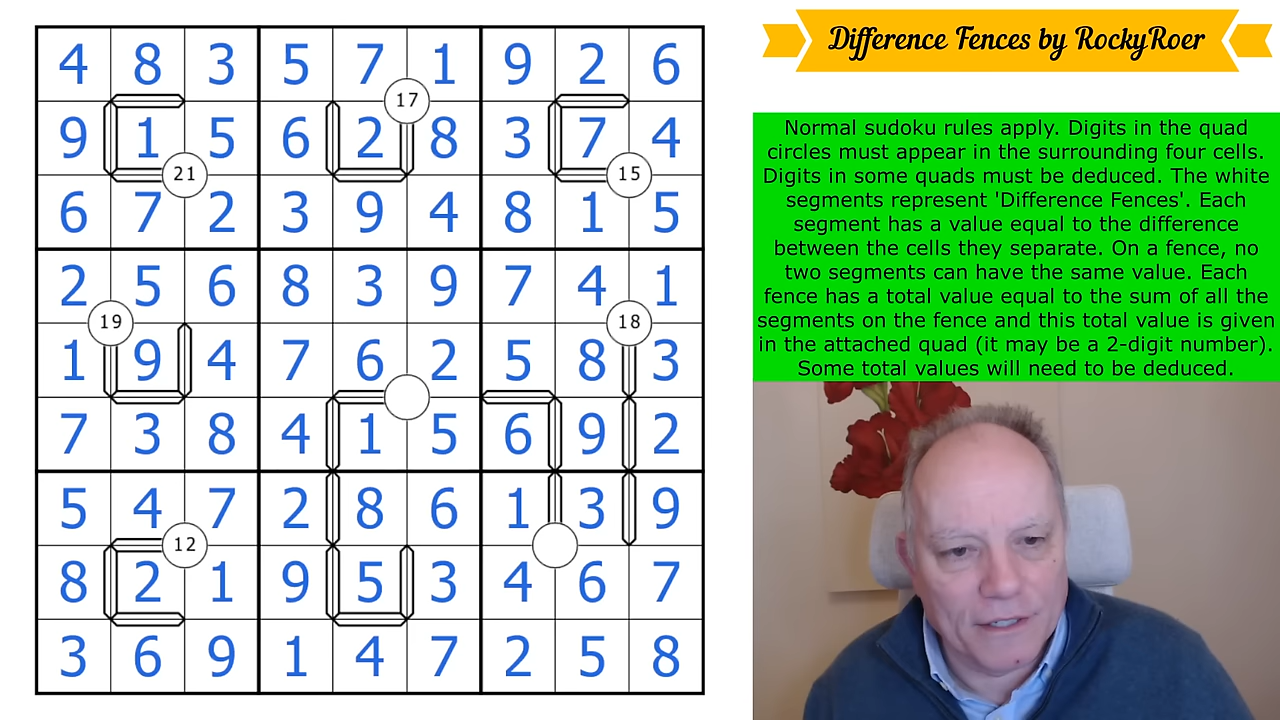 Difference Fences by RockyRoer
4 8 3 5 7 1 9 2 6
17
9 1 5 6 2 8 3 7 4
21 15
6 7 2 3 9 4 8 1 5
2 5 6 8 3 9 7 4 1
19 18
1 9 4 7 6 2 5 8 3
7 3 8 4 1 5 6 9 2
5 4 7 2 8 6 1 3 9
12
8 2 1 9 5 3 4 6 7
3 6 9 1 4 7 2 5 8
Normal sudoku rules apply. Digits in the quad
circles must appear in the surrounding four cells.
Digits in some quads must be deduced. The white
segments represent 'Difference Fences'. Each
segment has a value equal to the difference
between the cells they separate. On a fence, no
two segments can have the same value. Each
fence has a total value equal to the sum of all the
segments on the fence and this total value is given
in the attached quad (it may be a 2-digit number).
Some total values will need to be deduced.